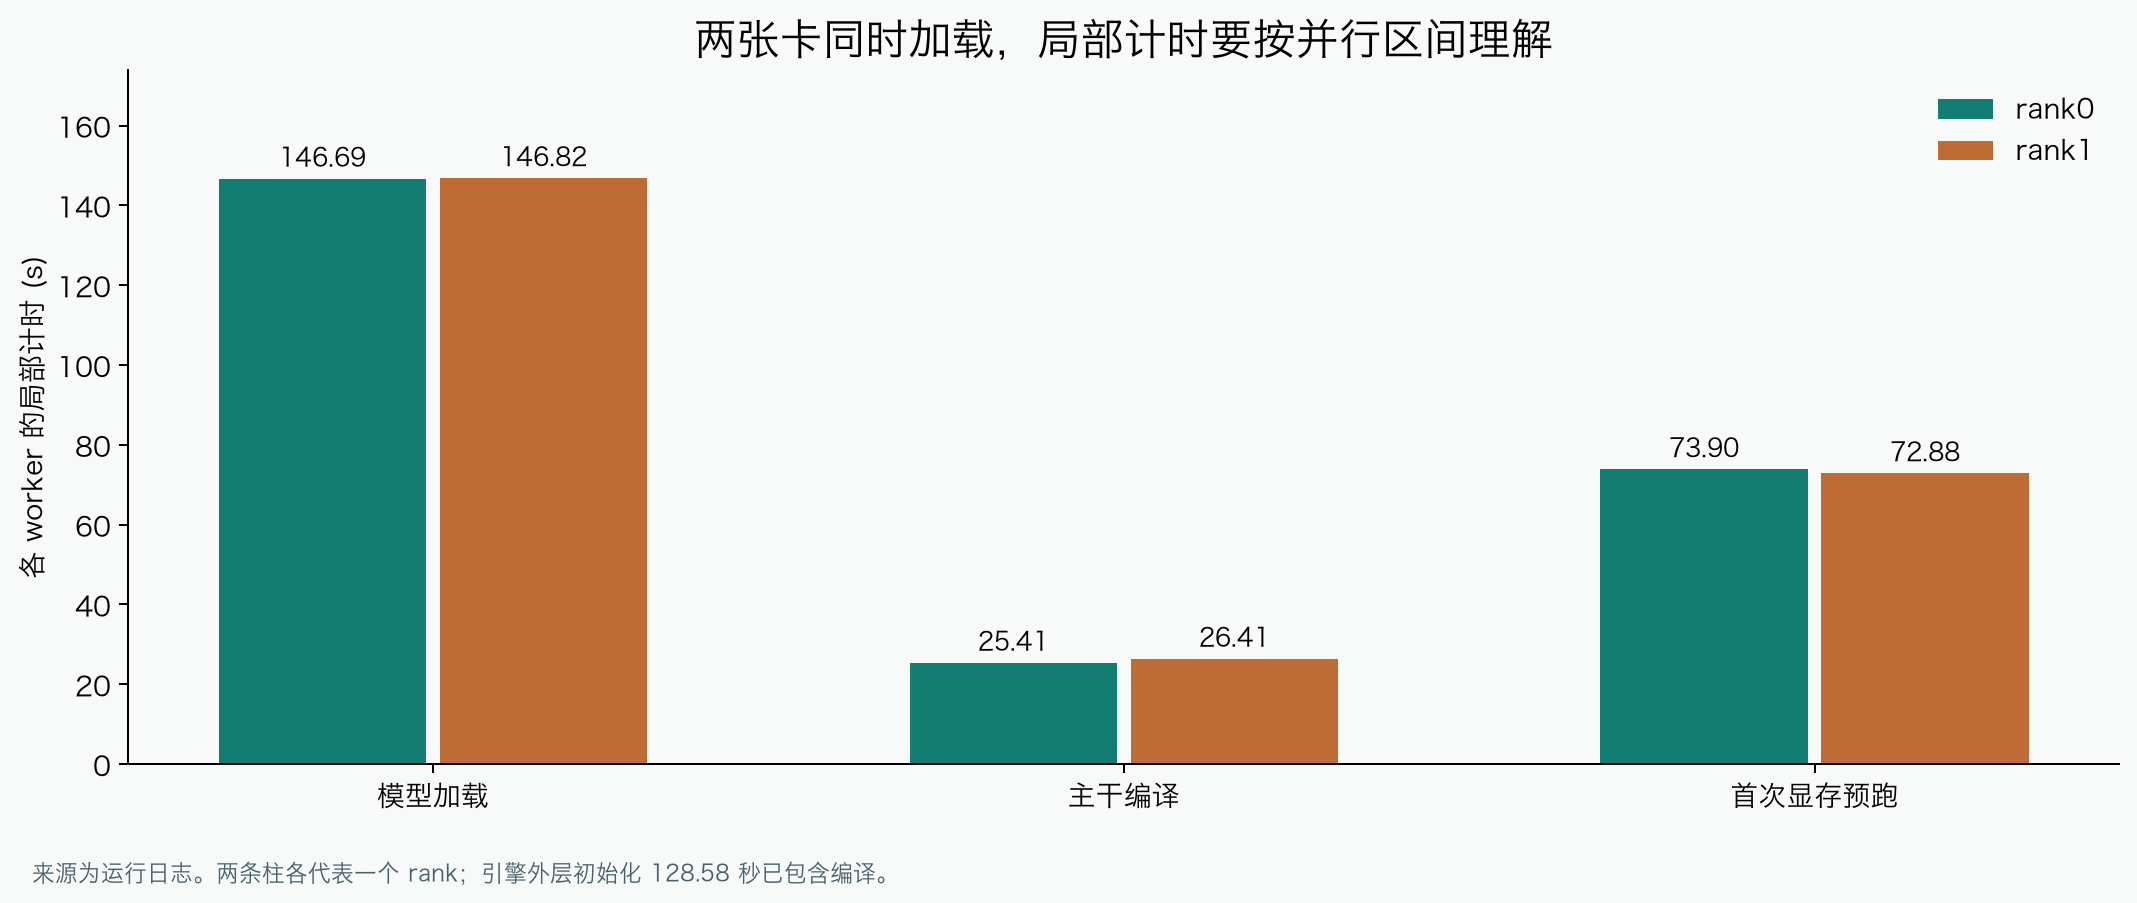 两张卡同时加载，局部计时要按并行区间理解
rank0
rank1
各 worker 的局部计时 (s)
160
140
120
100
80
60
40
20
0
146.69
146.82
25.41
26.41
73.90
72.88
模型加载
主干编译
首次显存预跑
来源为运行日志。两条柱各代表一个 rank；引擎外层初始化 128.58 秒已包含编译。